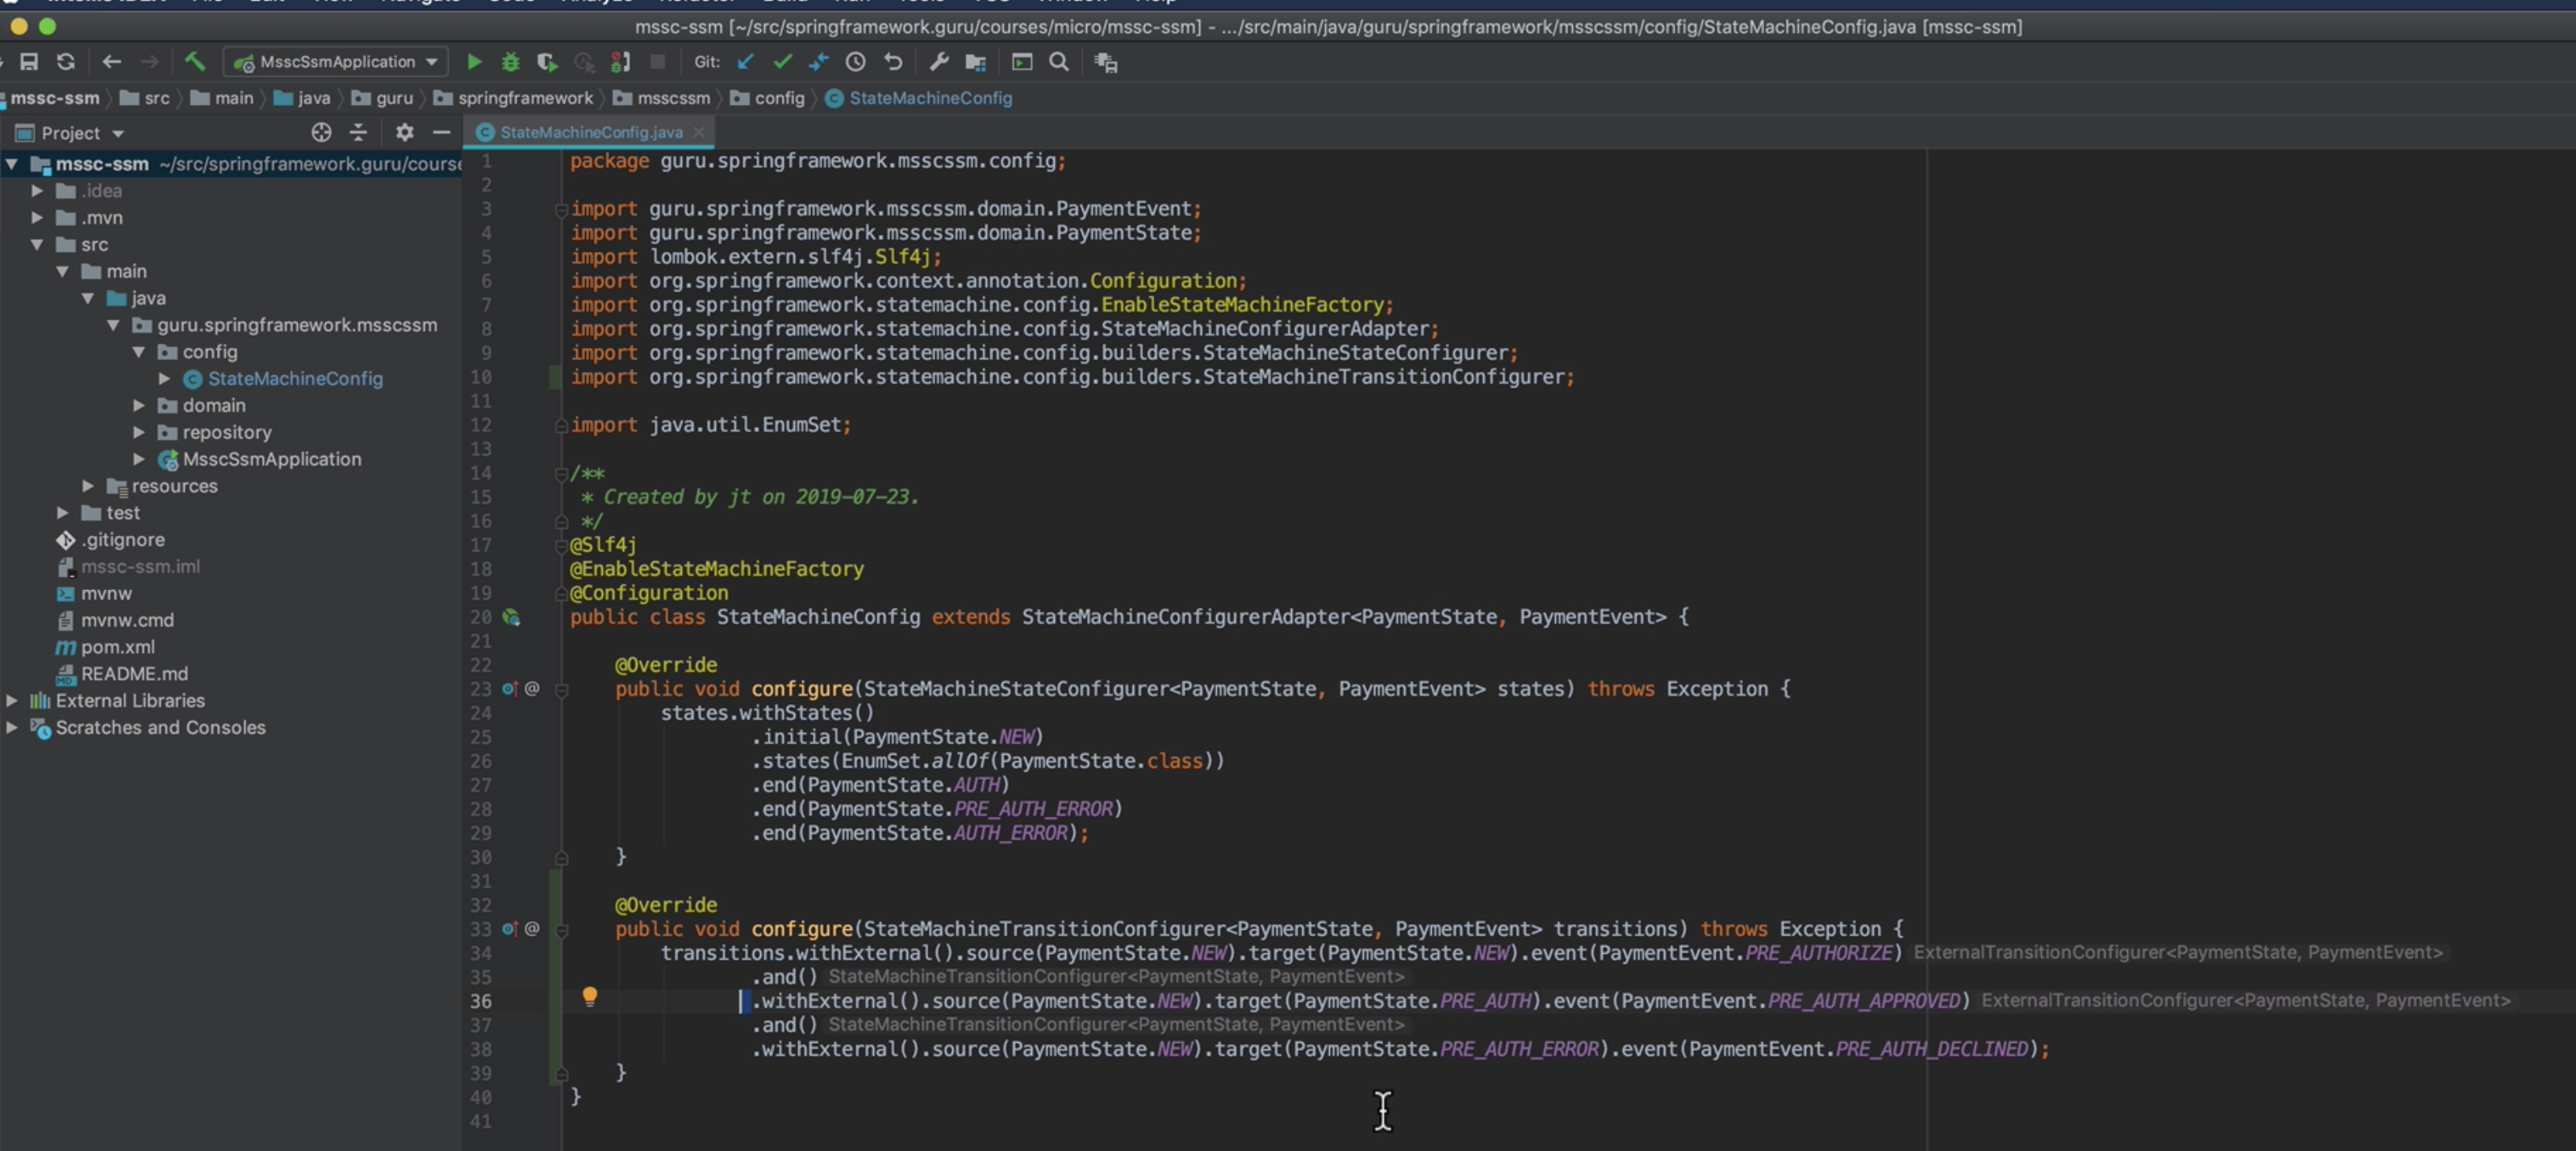 mssc-ssm [~/src/springframework.guru/courses/micro/mssc-ssm] - .../src/main/java/guru/springframework/msscssm/config/StateMachineConfig.java [mssc-ssm]
MsscSsmApplication Git:
mssc-ssm src main java guru springframework msscssm config StateMachineConfig
Project
StateMachineConfig.java
mssc-ssm ~/src/springframework.guru/course
.idea
.mvn
src
main
java
guru.springframework.msscssm
config
StateMachineConfig
domain
repository
MsscSsmApplication
resources
test
.gitignore
mssc-ssm.iml
mvnw
mvnw.cmd
pom.xml
README.md
External Libraries
Scratches and Consoles
1 package guru.springframework.msscssm.config;
2
3 import guru.springframework.msscssm.domain.PaymentEvent;
4 import guru.springframework.msscssm.domain.PaymentState;
5 import lombok.extern.slf4j.Slf4j;
6 import org.springframework.context.annotation.Configuration;
7 import org.springframework.statemachine.config.EnableStateMachineFactory;
8 import org.springframework.statemachine.config.StateMachineConfigurerAdapter;
9 import org.springframework.statemachine.config.builders.StateMachineStateConfigurer;
10 import org.springframework.statemachine.config.builders.StateMachineTransitionConfigurer;
11
12 import java.util.EnumSet;
13
14 /**
15 * Created by jt on 2019-07-23.
16 */
17 @Slf4j
18 @EnableStateMachineFactory
19 @Configuration
20 public class StateMachineConfig extends StateMachineConfigurerAdapter<PaymentState, PaymentEvent> {
21
22 @Override
23 @ public void configure(StateMachineStateConfigurer<PaymentState, PaymentEvent> states) throws Exception {
24 states.withStates()
25 .initial(PaymentState.NEW)
26 .states(EnumSet.allOf(PaymentState.class))
27 .end(PaymentState.AUTH)
28 .end(PaymentState.PRE_AUTH_ERROR)
29 .end(PaymentState.AUTH_ERROR);
30 }
31
32 @Override
33 @ public void configure(StateMachineTransitionConfigurer<PaymentState, PaymentEvent> transitions) throws Exception {
34 transitions.withExternal().source(PaymentState.NEW).target(PaymentState.NEW).event(PaymentEvent.PRE_AUTHORIZE) ExternalTransitionConfigurer<PaymentState, PaymentEvent>
35 .and() StateMachineTransitionConfigurer<PaymentState, PaymentEvent>
36 .withExternal().source(PaymentState.NEW).target(PaymentState.PRE_AUTH).event(PaymentEvent.PRE_AUTH_APPROVED) ExternalTransitionConfigurer<PaymentState, PaymentEvent>
37 .and() StateMachineTransitionConfigurer<PaymentState, PaymentEvent>
38 .withExternal().source(PaymentState.NEW).target(PaymentState.PRE_AUTH_ERROR).event(PaymentEvent.PRE_AUTH_DECLINED);
39 }
40 }
41